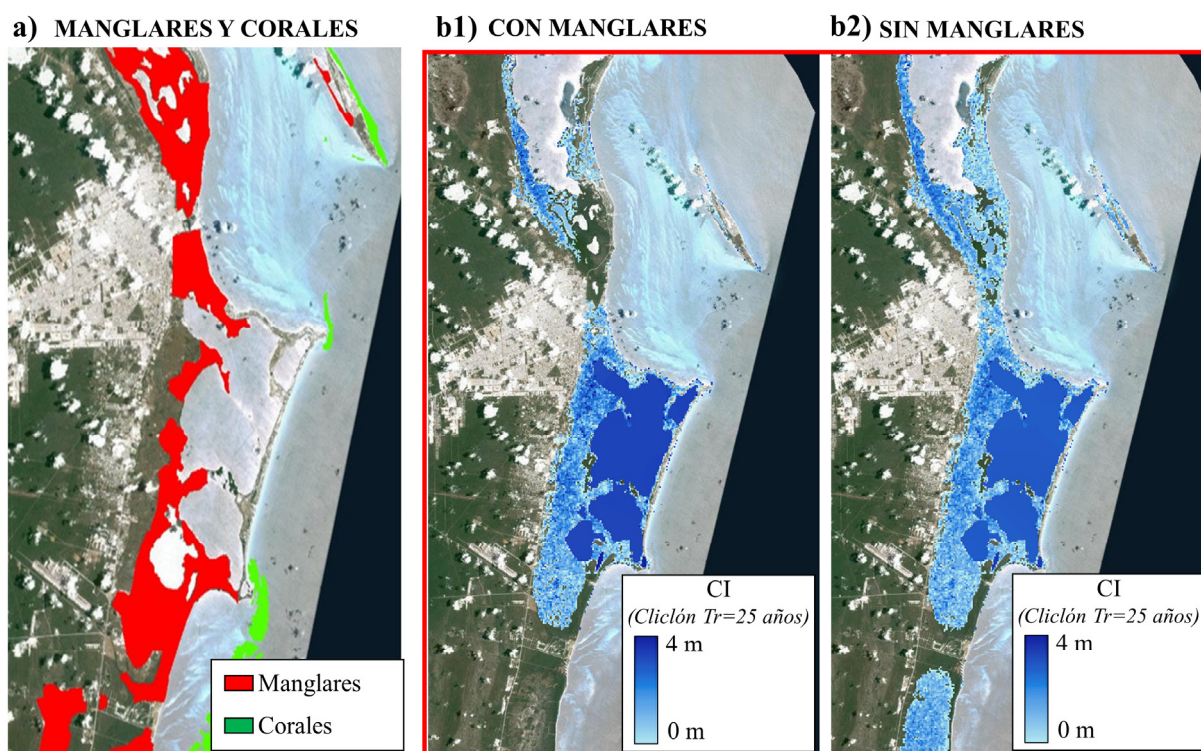 a) MANGLARES Y CORALES
b1) CON MANGLARES
b2) SIN MANGLARES
Manglares
Corales
CI
(Cliclón Tr=25 años)
4 m
0 m
CI
(Cliclón Tr=25 años)
4 m
0 m